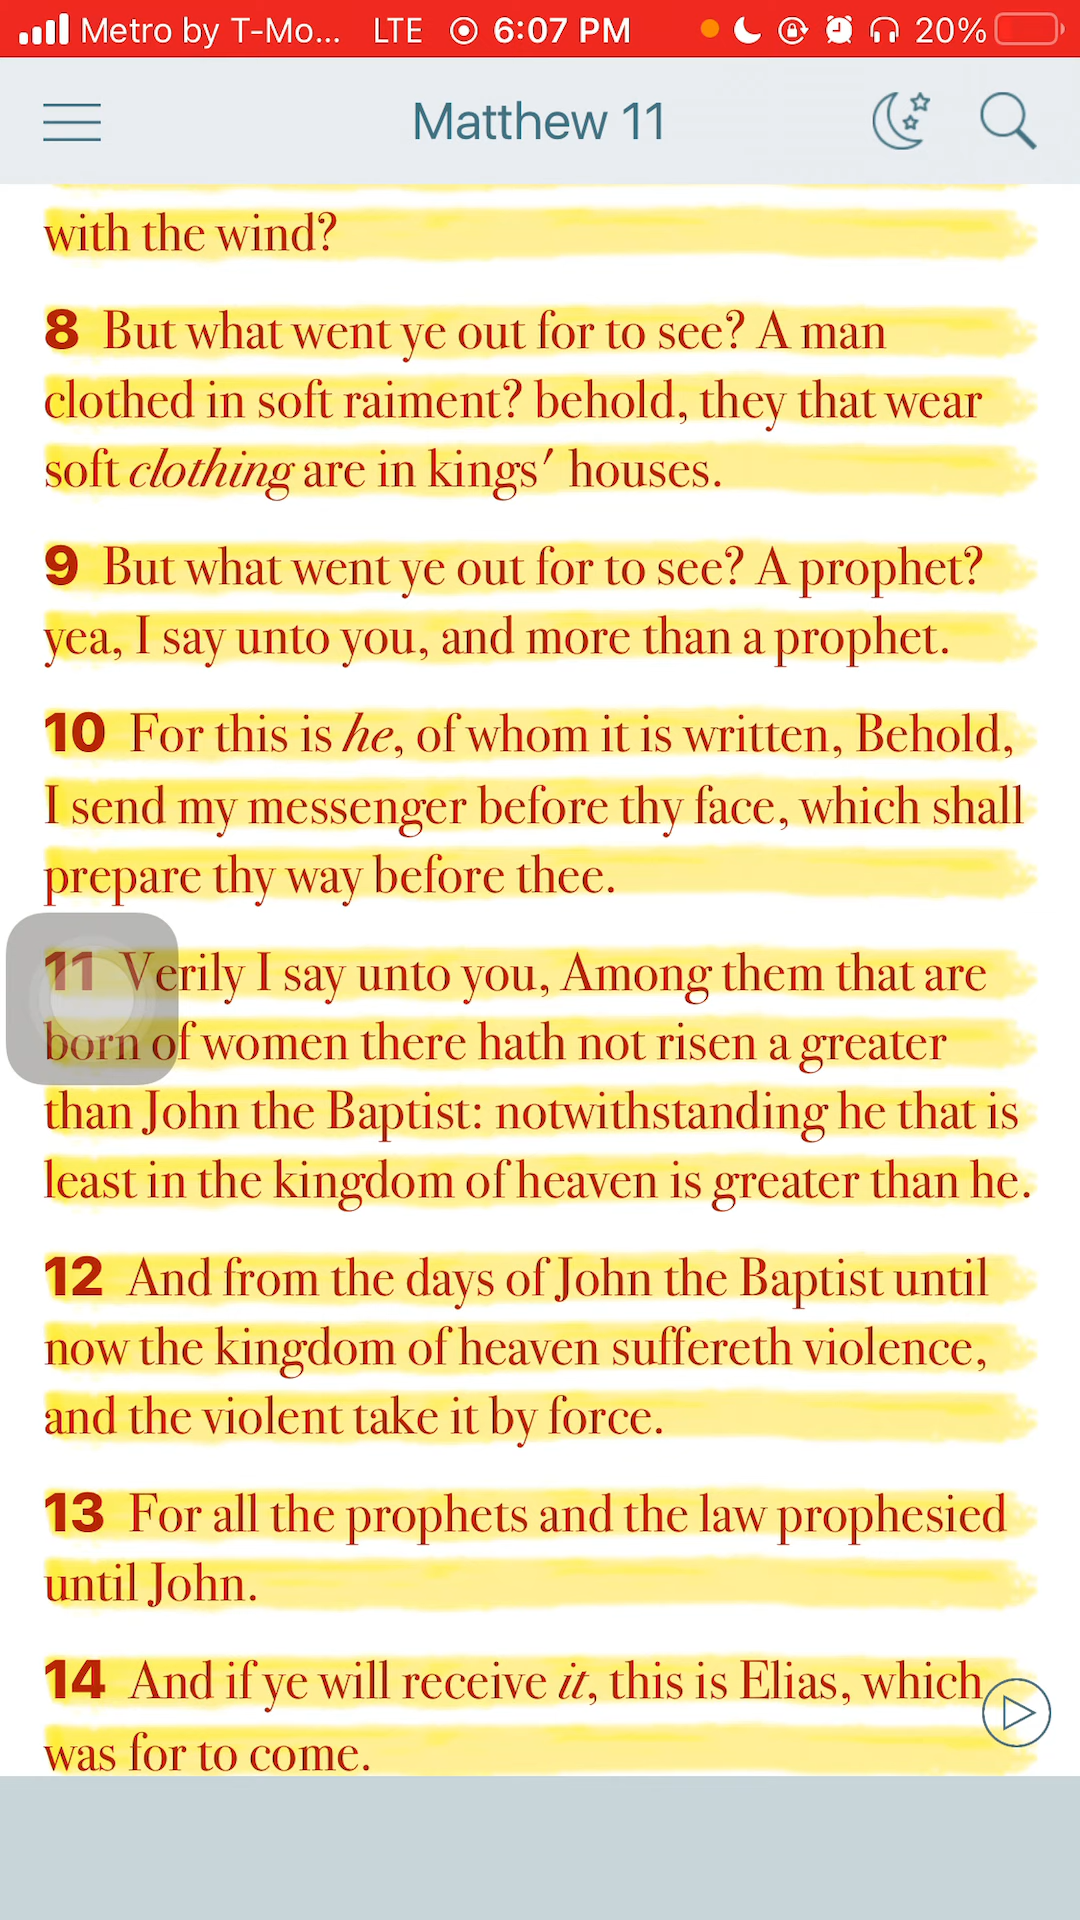 Metro by T-Mo... LTE 6:07 PM 20%
Matthew 11
with the wind?
8 But what went ye out for to see? A man
clothed in soft raiment? behold, they that wear
soft clothing are in kings' houses.
9 But what went ye out for to see? A prophet?
yea, I say unto you, and more than a prophet.
10 For this is he, of whom it is written, Behold,
I send my messenger before thy face, which shall
prepare thy way before thee.
11 Verily I say unto you, Among them that are
born of women there hath not risen a greater
than John the Baptist: notwithstanding he that is
least in the kingdom of heaven is greater than he.
12 And from the days of John the Baptist until
now the kingdom of heaven suffereth violence,
and the violent take it by force.
13 For all the prophets and the law prophesied
until John.
14 And if ye will receive it, this is Elias, which
was for to come.